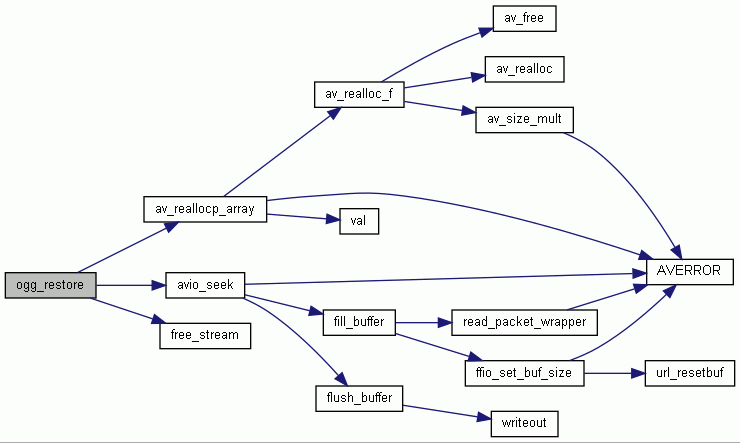 av_free
av_realloc
av_realloc_f
av_size_mult
av_reallocp_array
val
AVERROR
ogg_restore
avio_seek
fill_buffer
read_packet_wrapper
free_stream
ffio_set_buf_size
url_resetbuf
flush_buffer
writeout